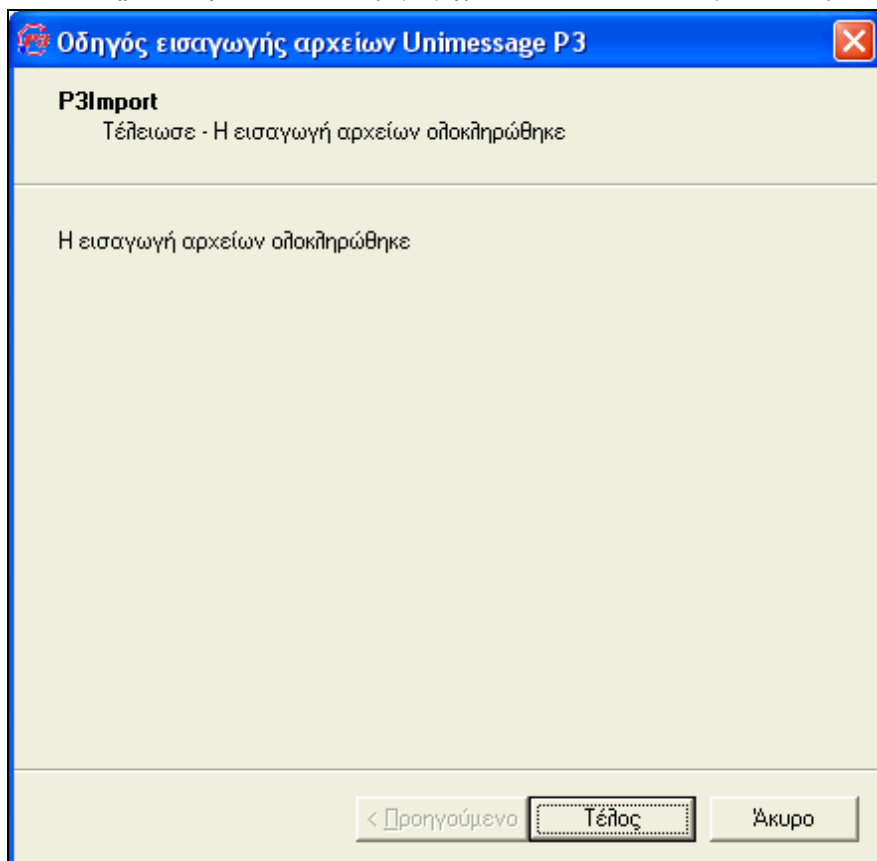 Οδηγός εισαγωγής αρχείων Unimessage P3
P3Import
Τέλειωσε - Η εισαγωγή αρχείων ολοκληρώθηκε
Η εισαγωγή αρχείων ολοκληρώθηκε
< Προηγούμενο Τέλος Άκυρο